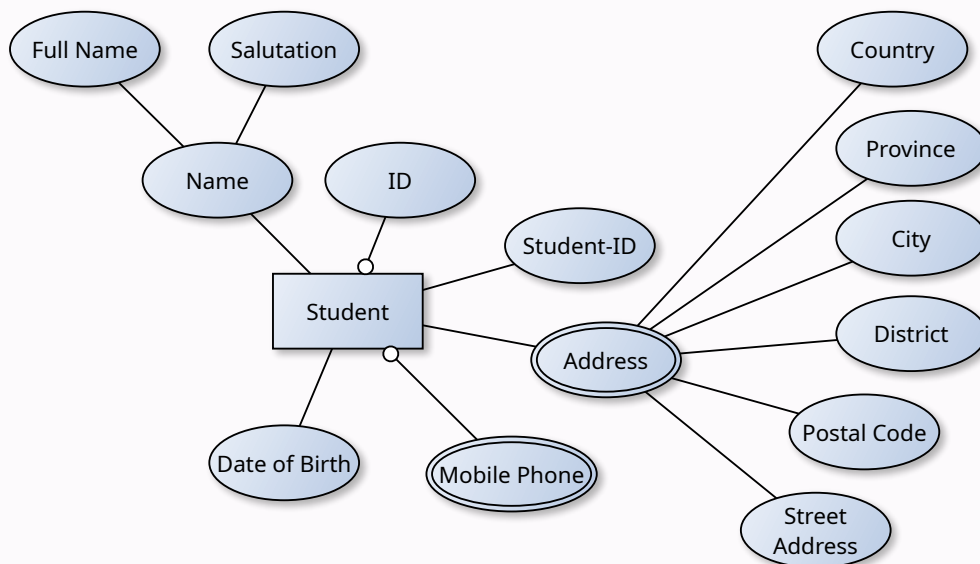 Full Name
Salutation
Country
Province
Name
ID
City
Student-ID
Student
District
Address
Postal Code
Date of Birth
Mobile Phone
Street
Address